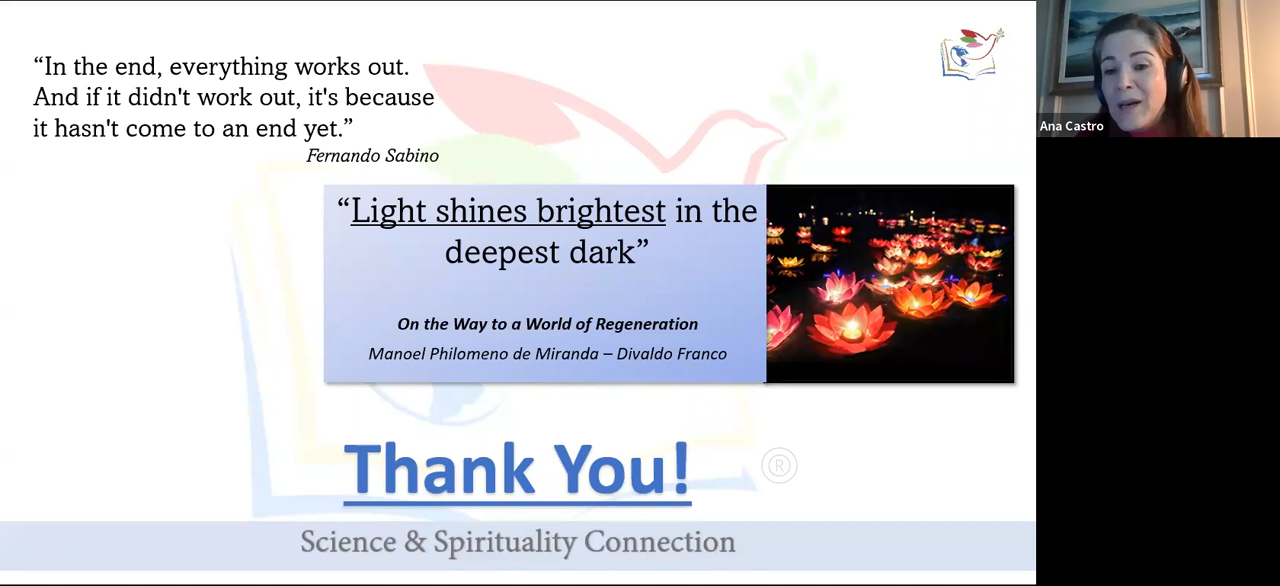 “In the end, everything works out.
And if it didn't work out, it's because
it hasn't come to an end yet.”
Fernando Sabino
“Light shines brightest in the
deepest dark”
On the Way to a World of Regeneration
Manoel Philomeno de Miranda – Divaldo Franco
Thank You!
®
Science & Spirituality Connection
Ana Castro